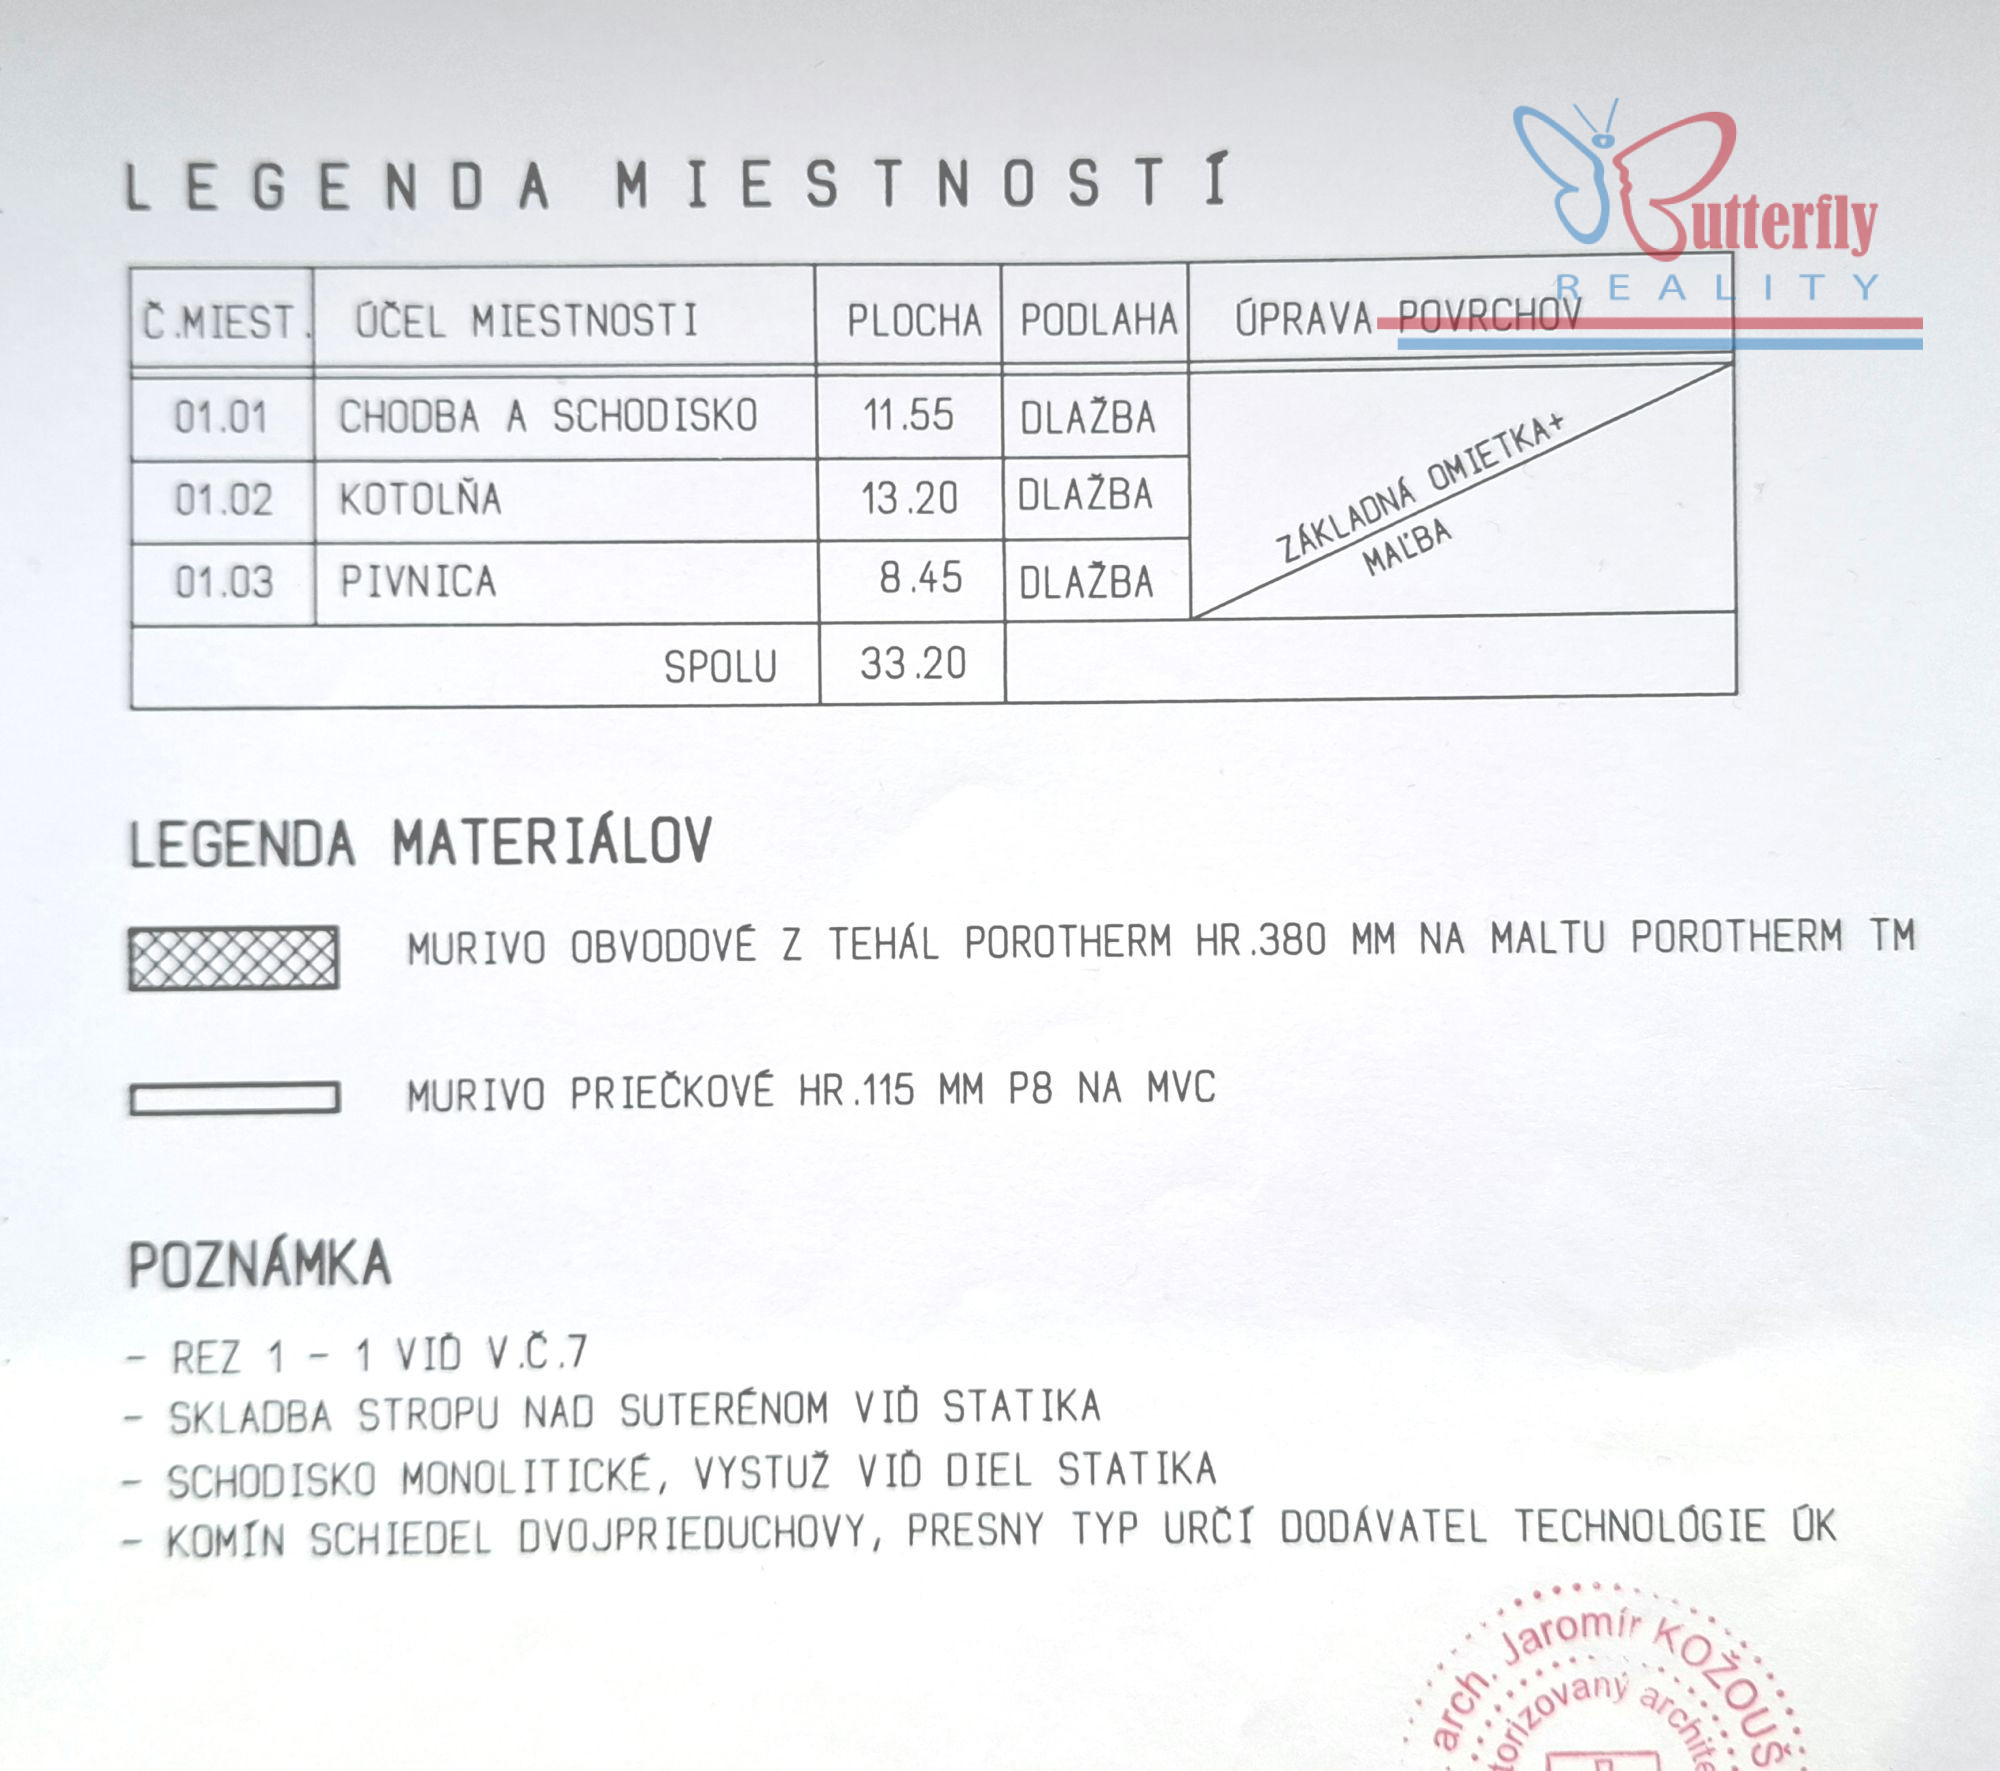 LEGENDA MIESTNOSTÍ
Butterfly
REALITY
Č.MIEST. ÚČEL MIESTNOSTI PLOCHA PODLAHA ÚPRAVA POVRCHOV
01.01 CHODBA A SCHODISKO 11.55 DLAŽBA
01.02 KOTOLŇA 13.20 DLAŽBA
01.03 PIVNICA 8.45 DLAŽBA
ZÁKLADNÁ OMIETKA+
MAĽBA
SPOLU 33.20
LEGENDA MATERIÁLOV
MURIVO OBVODOVÉ Z TEHÁL POROTHERM HR.380 MM NA MALTU POROTHERM TM
MURIVO PRIEČKOVÉ HR.115 MM P8 NA MVC
POZNÁMKA
- REZ 1 - 1 VIĎ V.Č.7
- SKLADBA STROPU NAD SUTERÉNOM VIĎ STATIKA
- SCHODISKO MONOLITICKÉ, VYSTUŽ VIĎ DIEL STATIKA
- KOMÍN SCHIEDEL DVOJPRIEDUCHOVY, PRESNY TYP URČÍ DODÁVATEL TECHNOLÓGIE ÚK
arch. Jaromír KOŽOUŠ
torizovaný archite